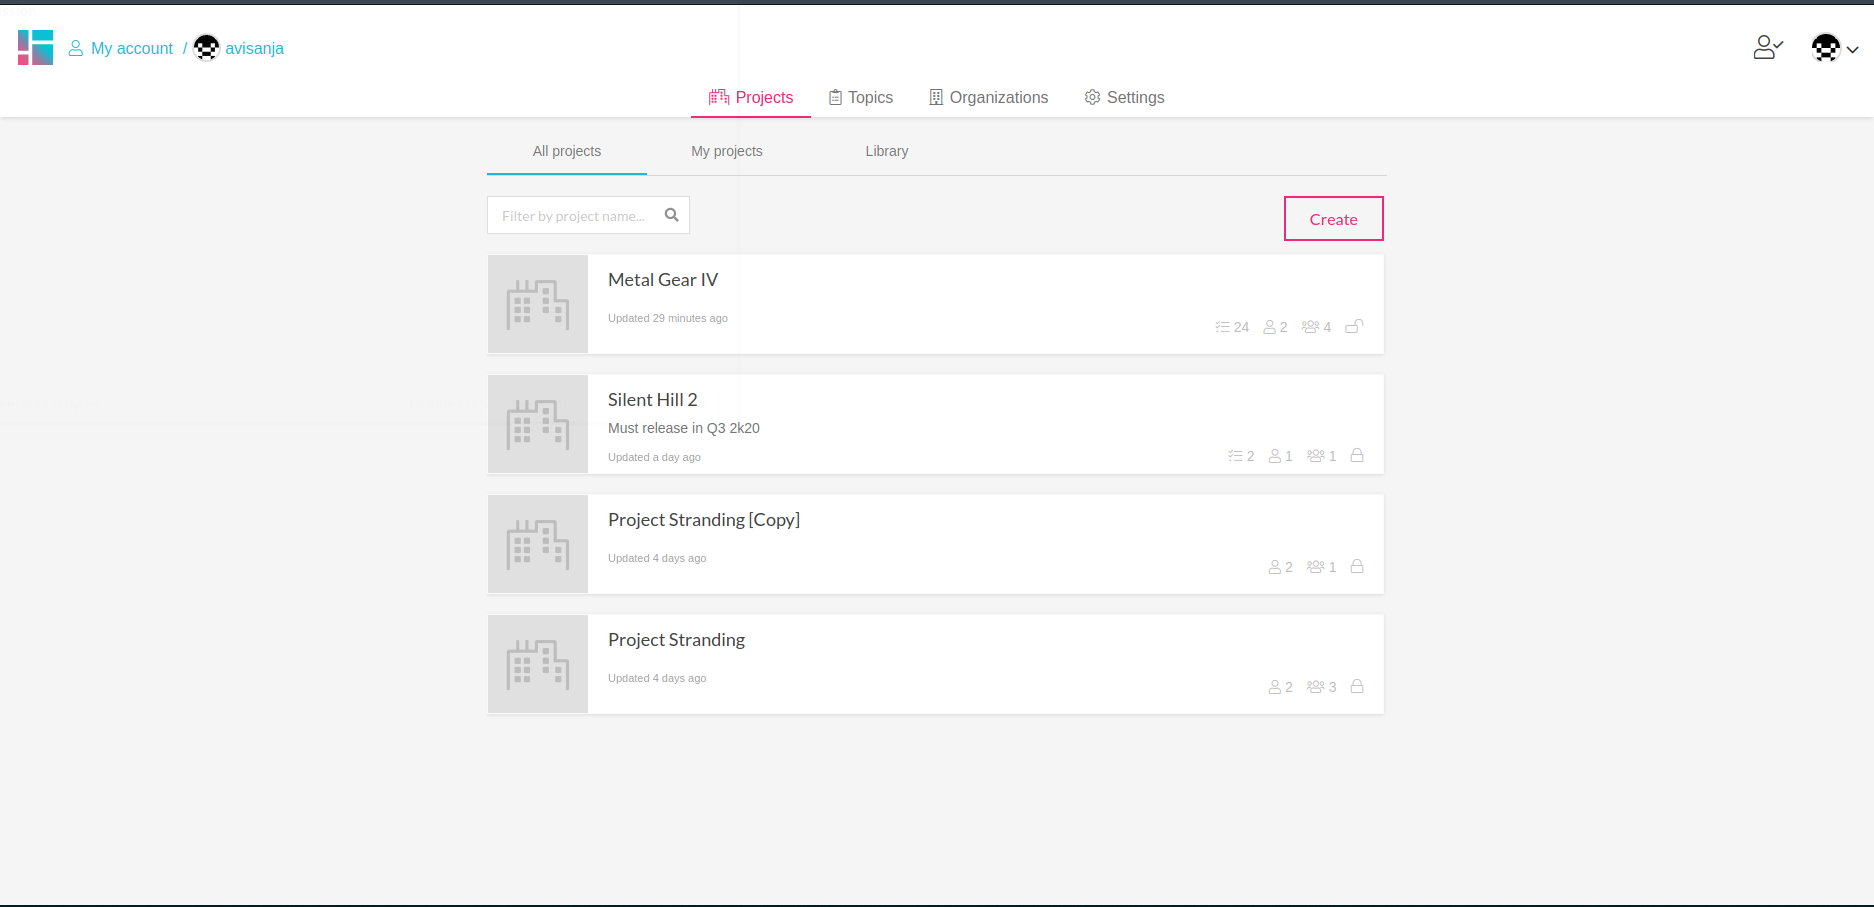 My account / avisanja
Projects Topics Organizations Settings
All projects My projects Library
Filter by project name...
Create
Metal Gear IV
Updated 29 minutes ago
24 2 4
Silent Hill 2
Must release in Q3 2k20
Updated a day ago
2 1 1
Project Stranding [Copy]
Updated 4 days ago
2 1
Project Stranding
Updated 4 days ago
2 3